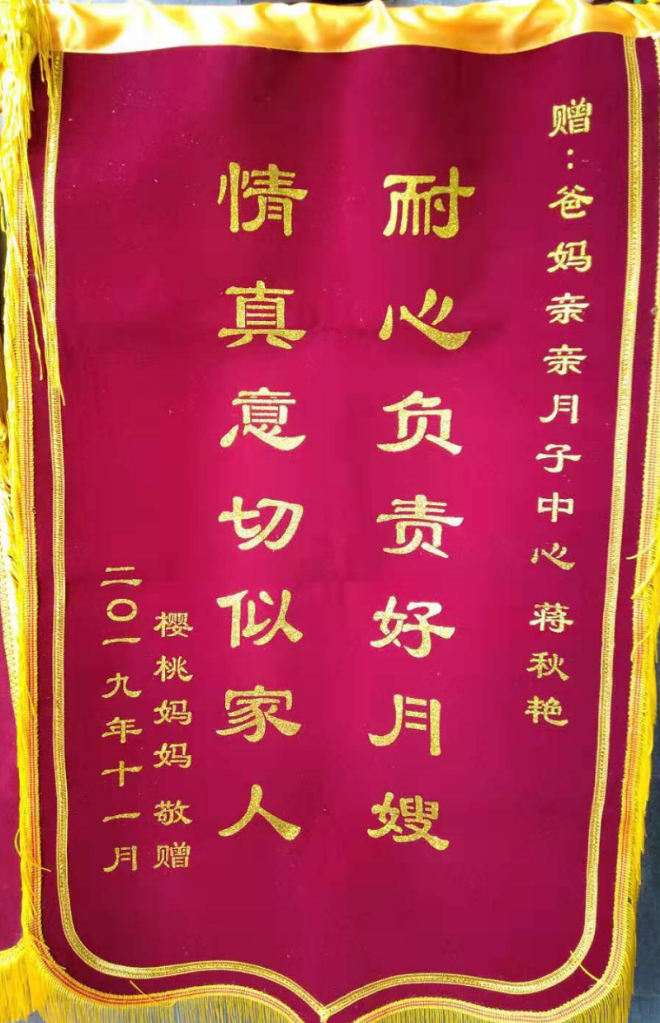 赠:爸妈亲亲月子中心 蒋秋艳
耐心负责好月嫂
情真意切似家人
樱桃妈妈 敬赠
二〇一九年十一月